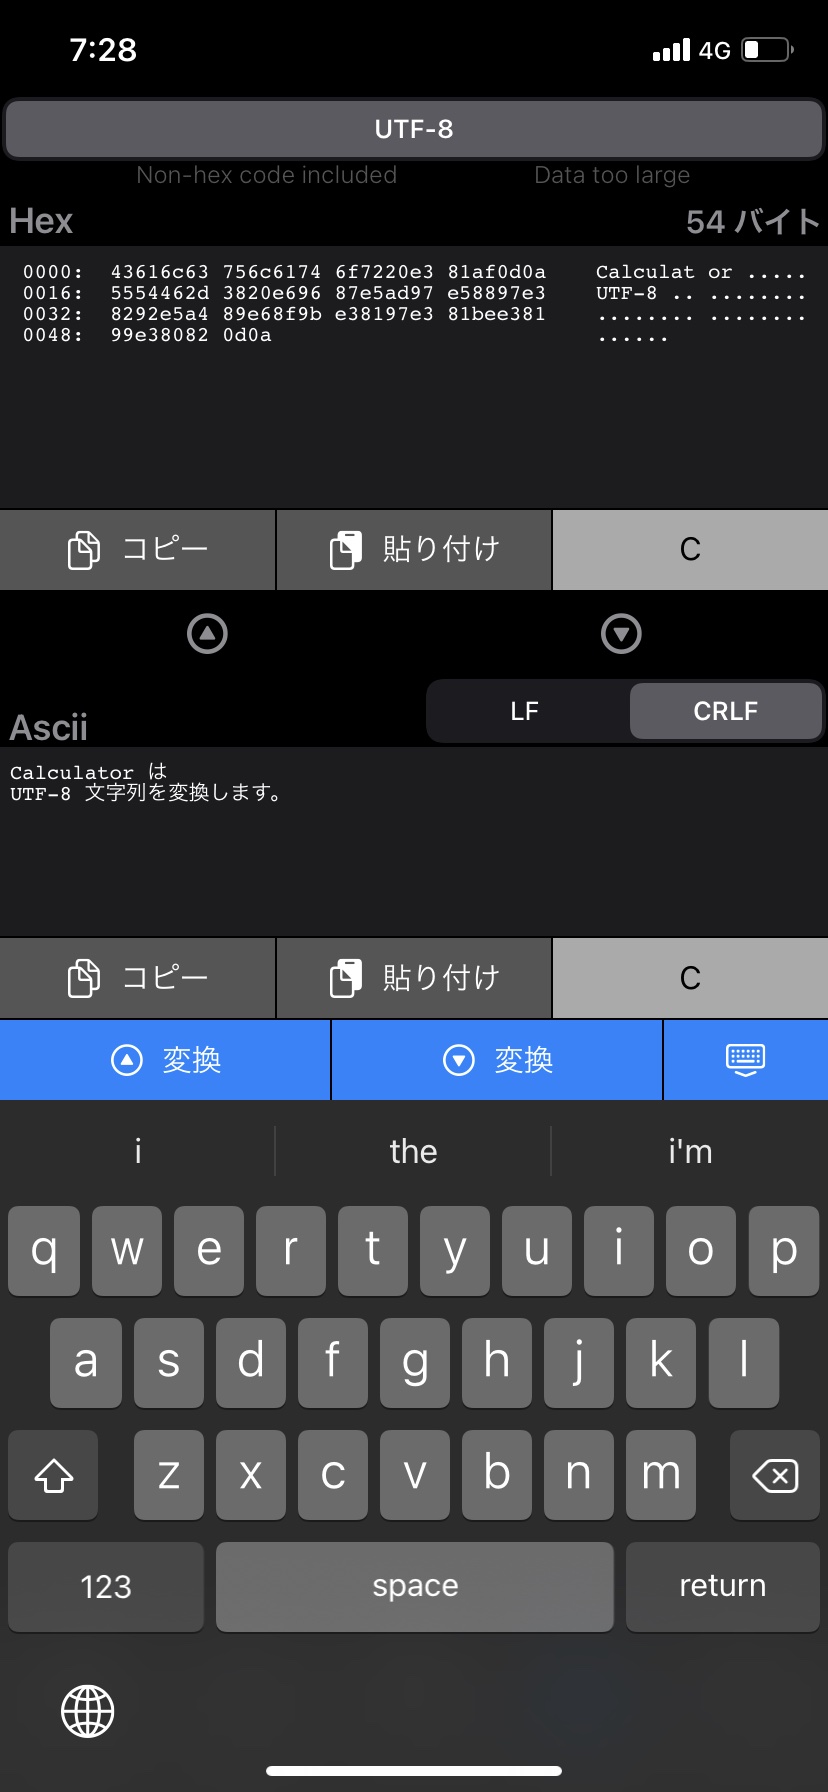 7:28 4G
UTF-8
Non-hex code included Data too large
Hex 54 バイト
0000: 43616c63 756c6174 6f7220e3 81af0d0a Calculat or .....
0016: 5554462d 3820e696 87e5ad97 e58897e3 UTF-8 .. ........
0032: 8292e5a4 89e68f9b e38197e3 81bee381 ........ ........
0048: 99e38082 0d0a ......
コピー 貼り付け C
Ascii LF CRLF
Calculator は
UTF-8 文字列を変換します。
コピー 貼り付け C
変換 変換
i the i'm
q w e r t y u i o p
a s d f g h j k l
z x c v b n m
123 space return